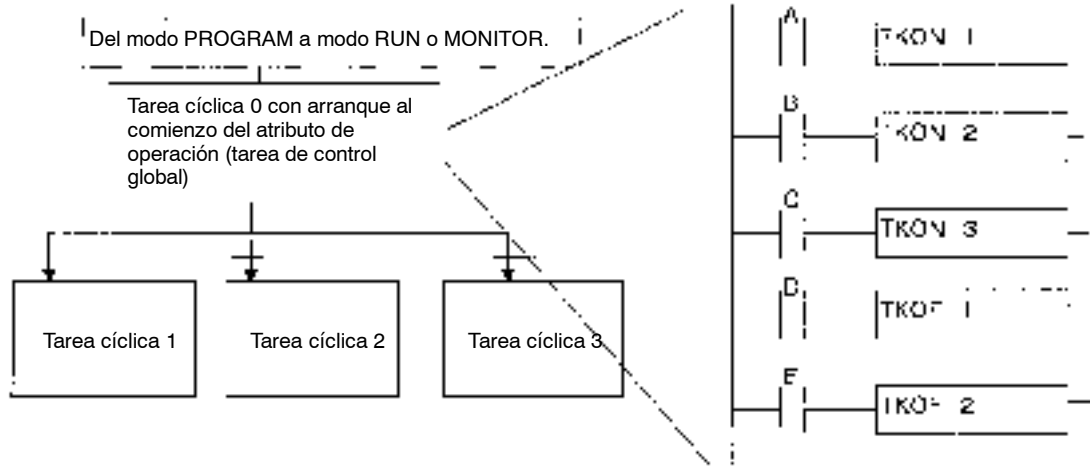 Del modo PROGRAM a modo RUN o MONITOR.
Tarea cíclica 0 con arranque al
comienzo del atributo de
operación (tarea de control
global)
Tarea cíclica 1
Tarea cíclica 2
Tarea cíclica 3
A
TKON 1
B
TKON 2
C
TKON 3
D
TKOF 1
E
TKOF 2